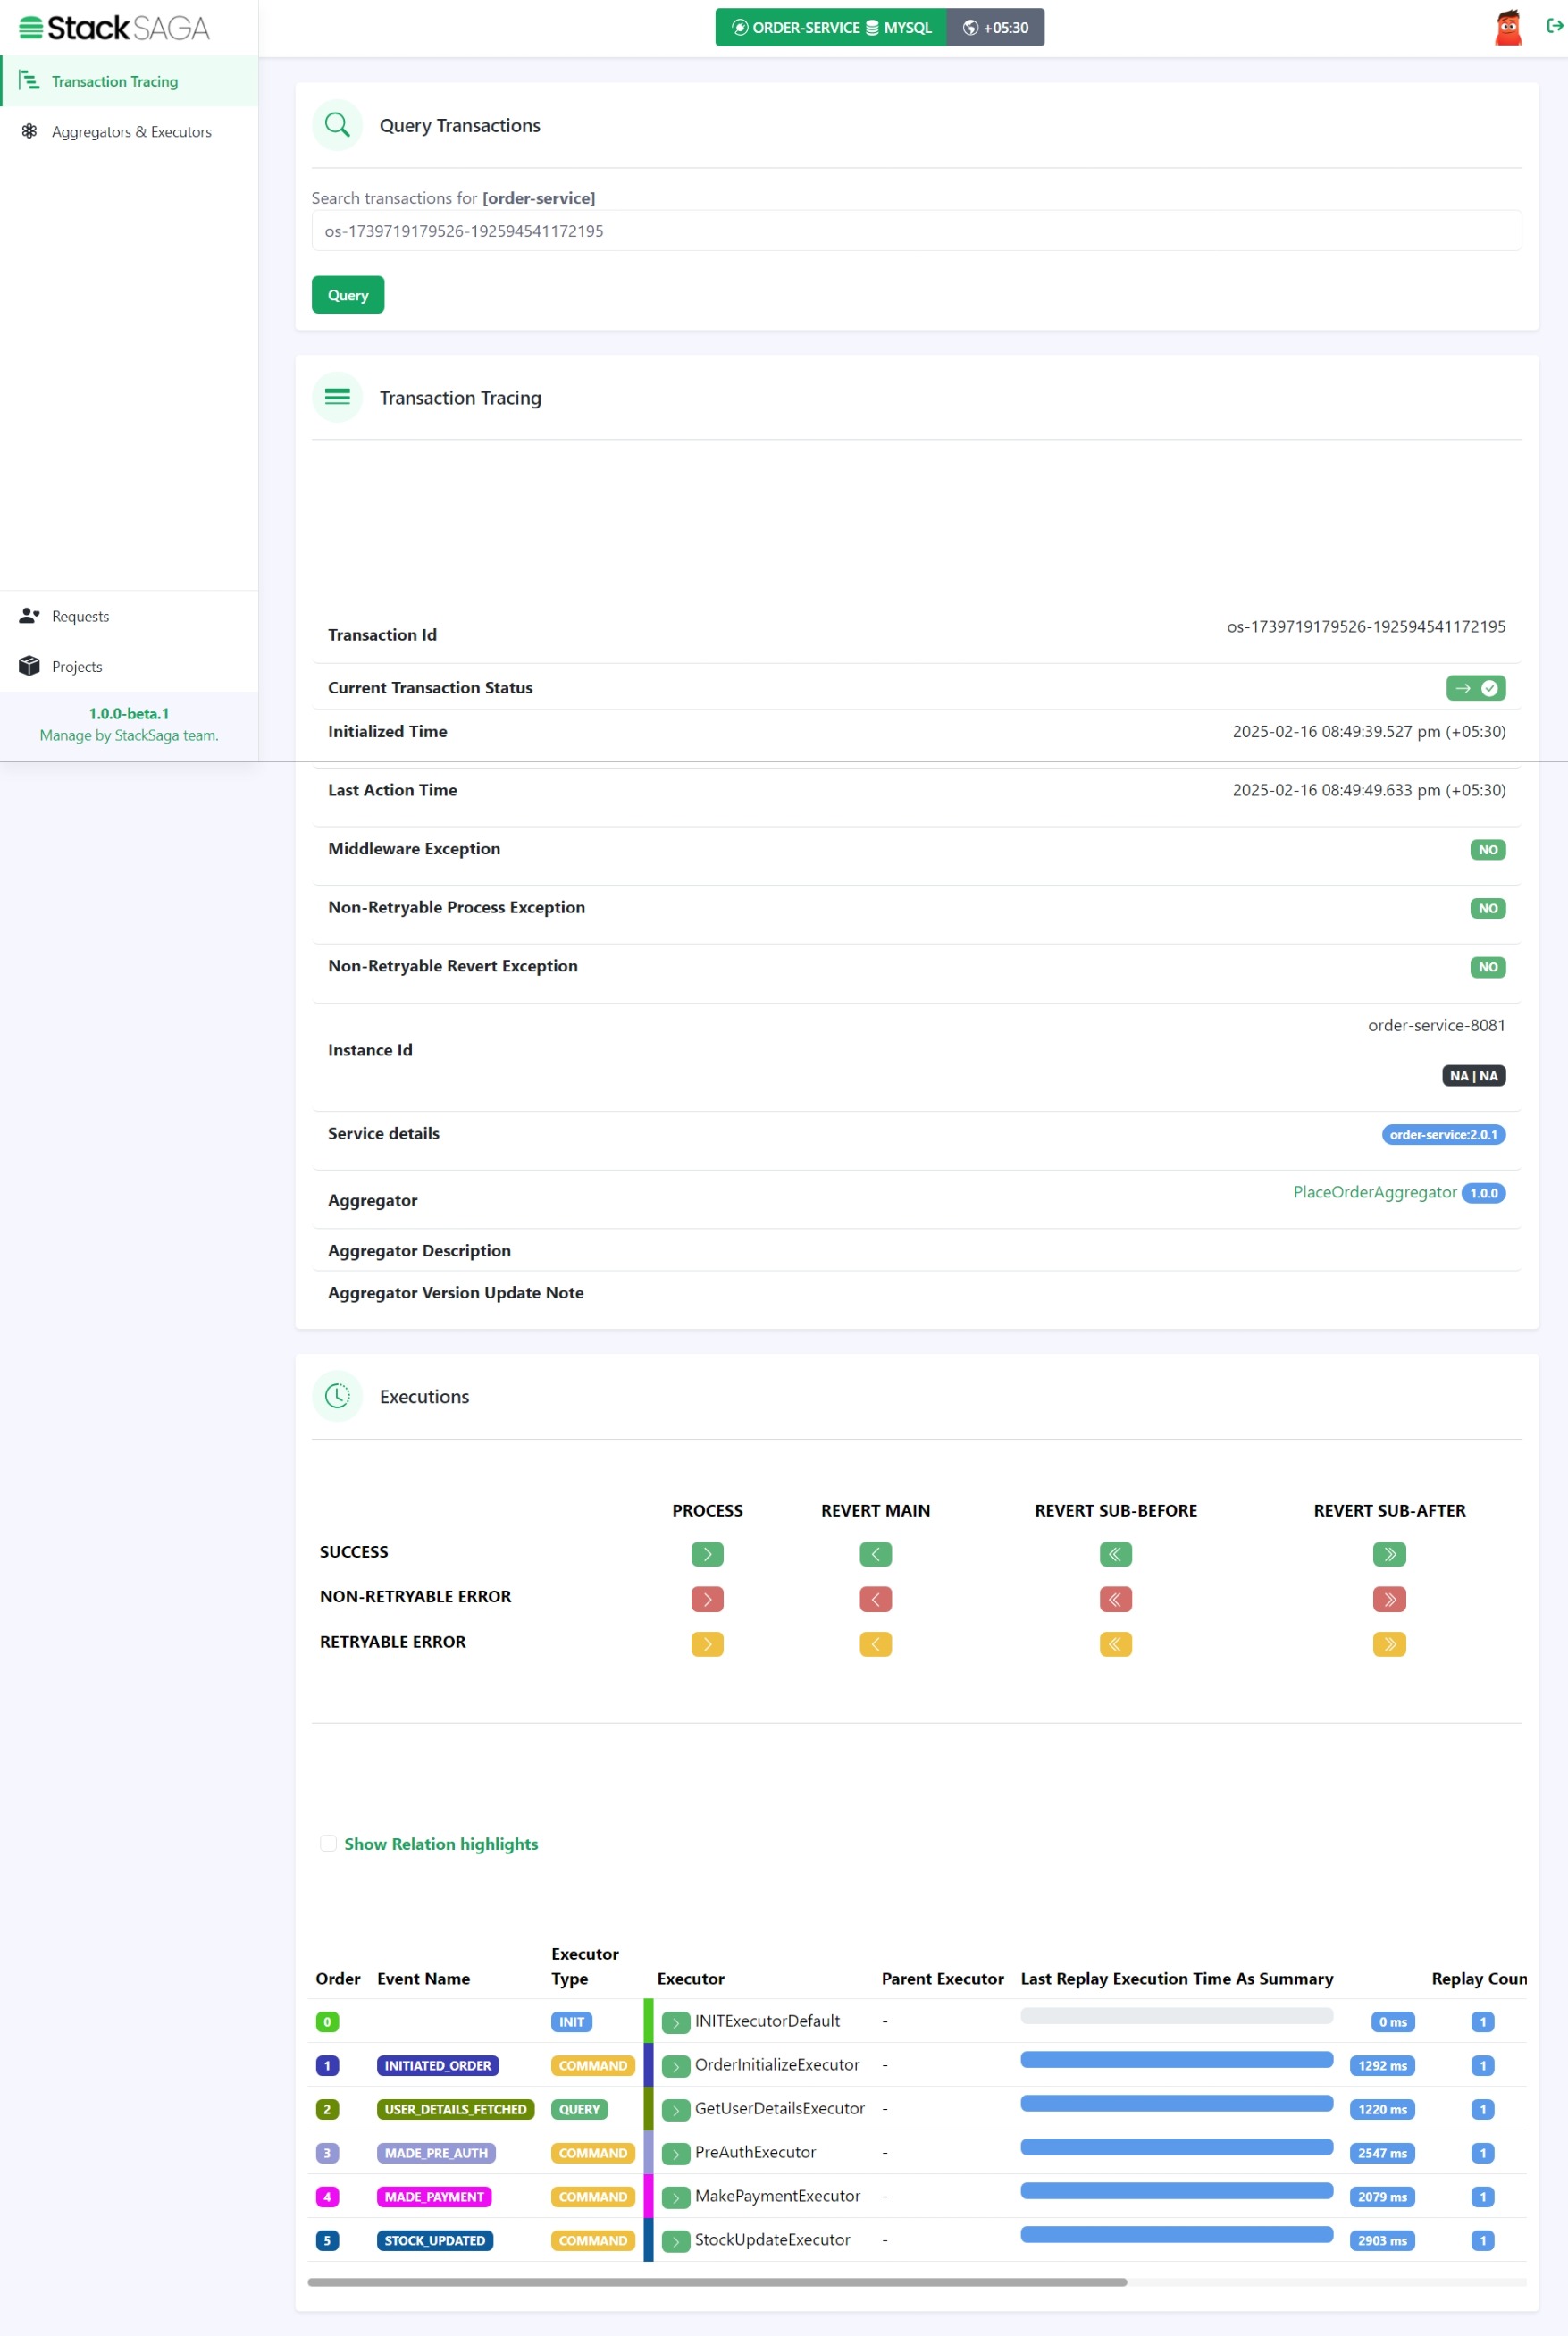 StackSAGA
ORDER-SERVICE MYSQL +05:30
Transaction Tracing
Aggregators & Executors
Requests
Projects
1.0.0-beta.1
Manage by StackSaga team.
Query Transactions
Search transactions for [order-service]
os-1739719179526-192594541172195
Query
Transaction Tracing
Transaction Id os-1739719179526-192594541172195
Current Transaction Status
Initialized Time 2025-02-16 08:49:39.527 pm (+05:30)
Last Action Time 2025-02-16 08:49:49.633 pm (+05:30)
Middleware Exception NO
Non-Retryable Process Exception NO
Non-Retryable Revert Exception NO
Instance Id order-service-8081
NA | NA
Service details order-service:2.0.1
Aggregator PlaceOrderAggregator 1.0.0
Aggregator Description
Aggregator Version Update Note
Executions
PROCESS REVERT MAIN REVERT SUB-BEFORE REVERT SUB-AFTER
SUCCESS
NON-RETRYABLE ERROR
RETRYABLE ERROR
Show Relation highlights
Order Event Name Executor Type Executor Parent Executor Last Replay Execution Time As Summary Replay Coun
0 INIT INITExecutorDefault - 0 ms 1
1 INITIATED_ORDER COMMAND OrderInitializeExecutor - 1292 ms 1
2 USER_DETAILS_FETCHED QUERY GetUserDetailsExecutor - 1220 ms 1
3 MADE_PRE_AUTH COMMAND PreAuthExecutor - 2547 ms 1
4 MADE_PAYMENT COMMAND MakePaymentExecutor - 2079 ms 1
5 STOCK_UPDATED COMMAND StockUpdateExecutor - 2903 ms 1